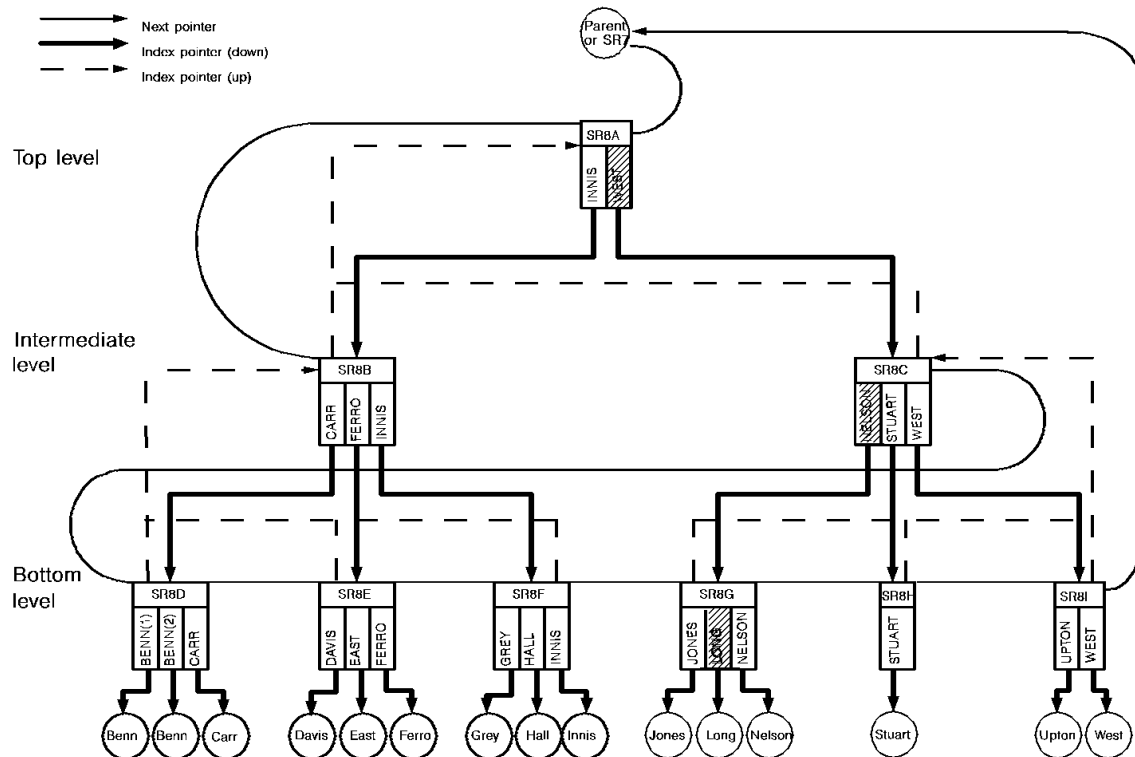 Next pointer
Index pointer (down)
Index pointer (up)
Parent
or SR7
Top level
SR8A
INNIS
WEST
Intermediate
level
SR8B
CARR
FERRO
INNIS
SR8C
NELSON
STUART
WEST
Bottom
level
SR8D
BENN(1)
BENN(2)
CARR
SR8E
DAVIS
EAST
FERRO
SR8F
GREY
HALL
INNIS
SR8G
JONES
LONG
NELSON
SR8H
STUART
SR8I
UPTON
WEST
Benn
Benn
Carr
Davis
East
Ferro
Grey
Hall
Innis
Jones
Long
Nelson
Stuart
Upton
West